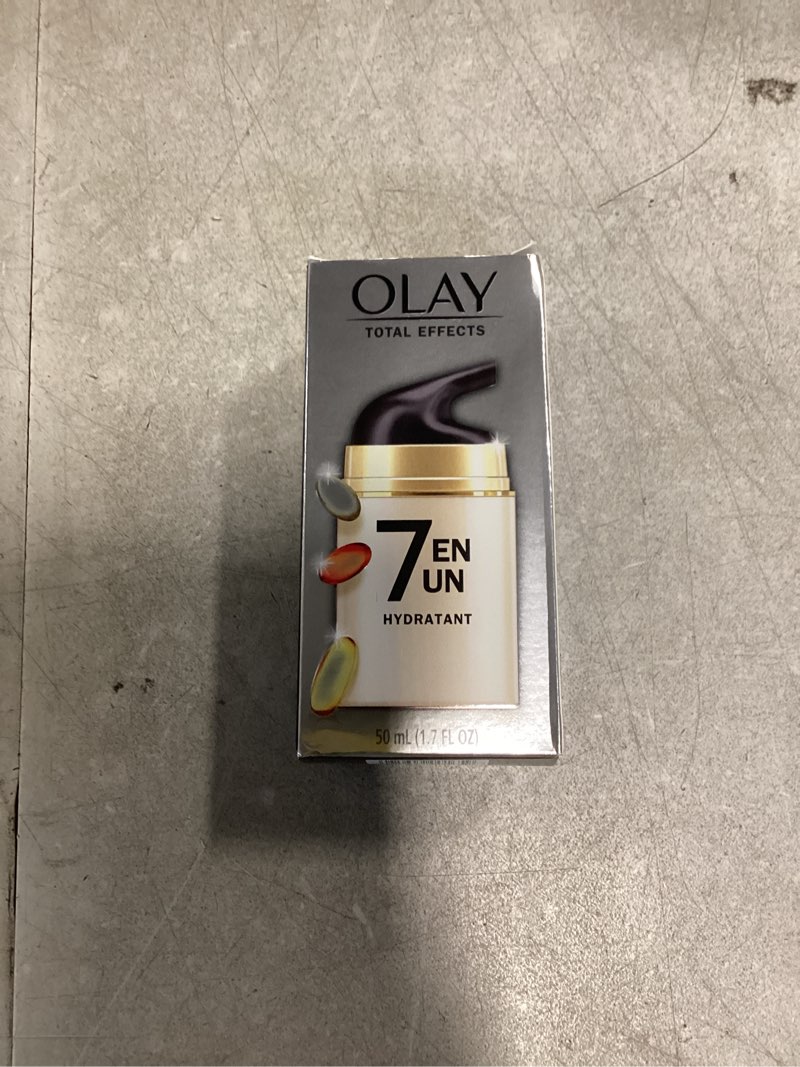 OLAY
TOTAL EFFECTS
7 EN
UN
HYDRATANT
50 mL (1.7 FL OZ)